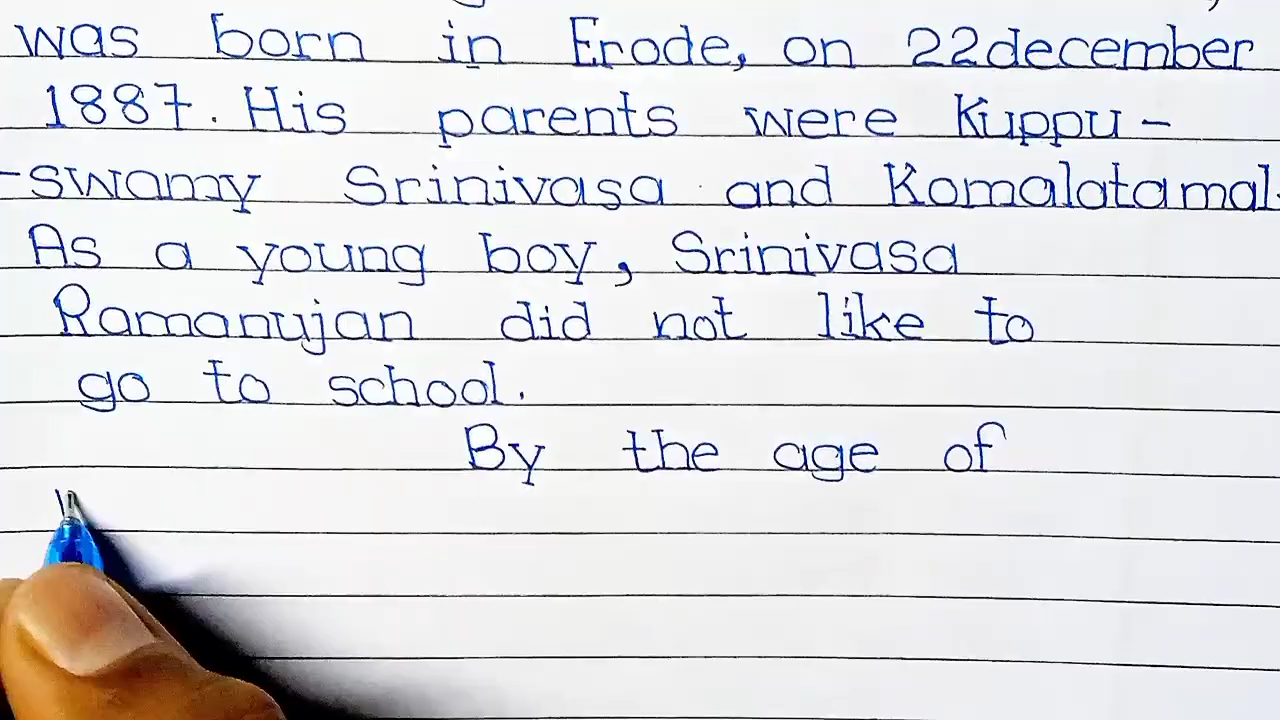 was born in Erode, on 22december
1887. His parents were Kuppu -
-swamy Srinivasa and Komalatamal.
As a young boy, Srinivasa
Ramanujan did not like to
go to school.
By the age of